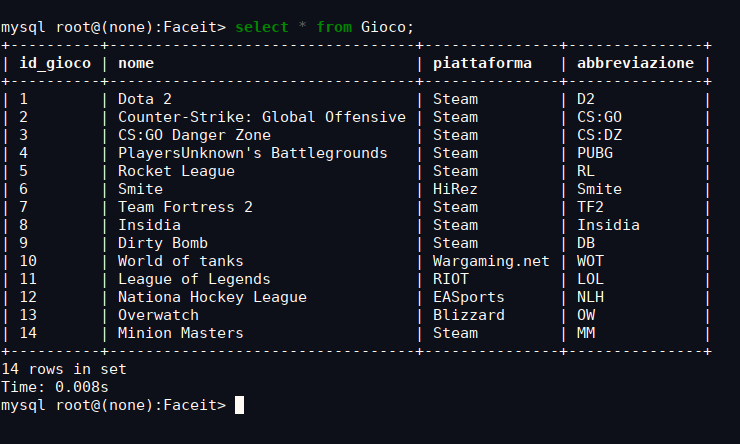 mysql root@(none):Faceit> select * from Gioco;
+----------+----------------------------------+---------------+---------------+
| id_gioco | nome                             | piattaforma   | abbreviazione |
+----------+----------------------------------+---------------+---------------+
| 1        | Dota 2                           | Steam         | D2            |
| 2        | Counter-Strike: Global Offensive | Steam         | CS:GO         |
| 3        | CS:GO Danger Zone                | Steam         | CS:DZ         |
| 4        | PlayersUnknown's Battlegrounds   | Steam         | PUBG          |
| 5        | Rocket League                    | Steam         | RL            |
| 6        | Smite                            | HiRez         | Smite         |
| 7        | Team Fortress 2                  | Steam         | TF2           |
| 8        | Insidia                          | Steam         | Insidia       |
| 9        | Dirty Bomb                       | Steam         | DB            |
| 10       | World of tanks                   | Wargaming.net | WOT           |
| 11       | League of Legends                | RIOT          | LOL           |
| 12       | Nationa Hockey League            | EASports      | NLH           |
| 13       | Overwatch                        | Blizzard      | OW            |
| 14       | Minion Masters                   | Steam         | MM            |
+----------+----------------------------------+---------------+---------------+
14 rows in set
Time: 0.008s
mysql root@(none):Faceit>